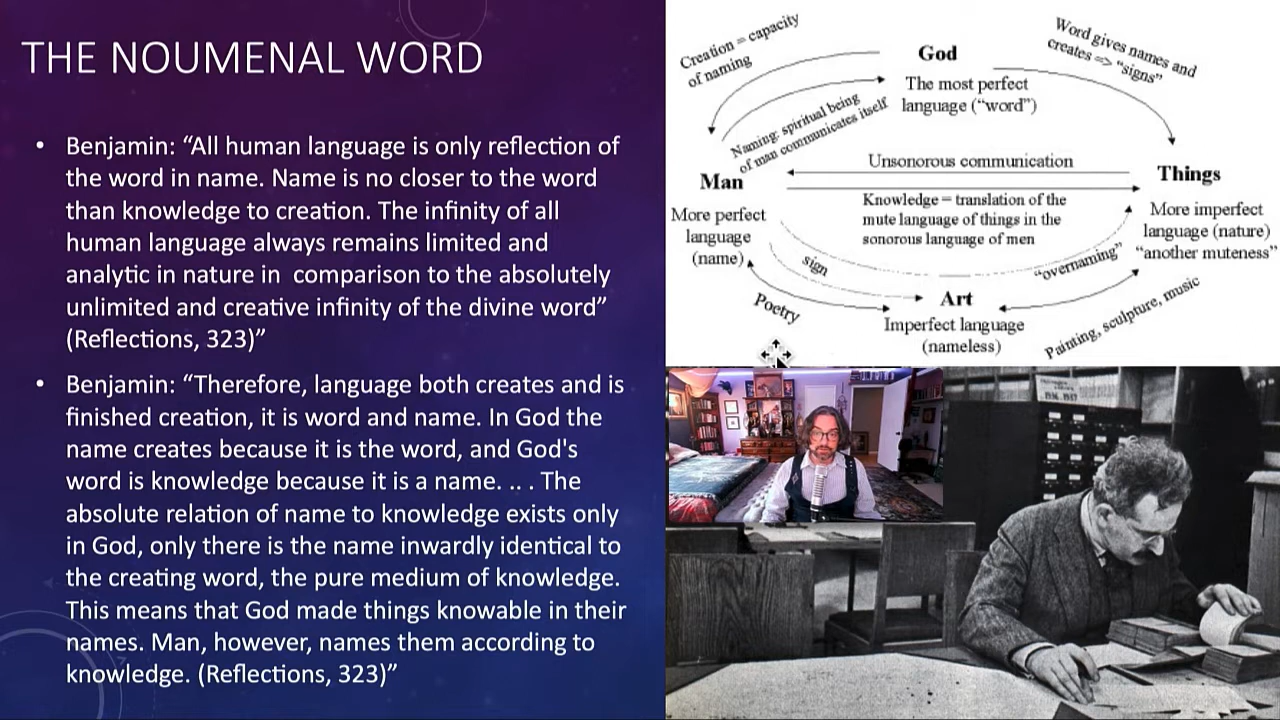 THE NOUMENAL WORD
• Benjamin: “All human language is only reflection of
the word in name. Name is no closer to the word
than knowledge to creation. The infinity of all
human language always remains limited and
analytic in nature in  comparison to the absolutely
unlimited and creative infinity of the divine word”
(Reflections, 323)”
• Benjamin: “Therefore, language both creates and is
finished creation, it is word and name. In God the
name creates because it is the word, and God's
word is knowledge because it is a name. .. . The
absolute relation of name to knowledge exists only
in God, only there is the name inwardly identical to
the creating word, the pure medium of knowledge.
This means that God made things knowable in their
names. Man, however, names them according to
knowledge. (Reflections, 323)”
Creation = capacity
of naming
God
The most perfect
language (“word”)
Word gives names and
creates => “signs”
Naming: spiritual being
of man communicates itself
Unsonorous communication
Man
More perfect
language
(name)
Knowledge = translation of the
mute language of things in the
sonorous language of men
Things
More imperfect
language (nature)
“another muteness”
sign
“overnaming”
Poetry
Art
Imperfect language
(nameless)
Painting, sculpture, music